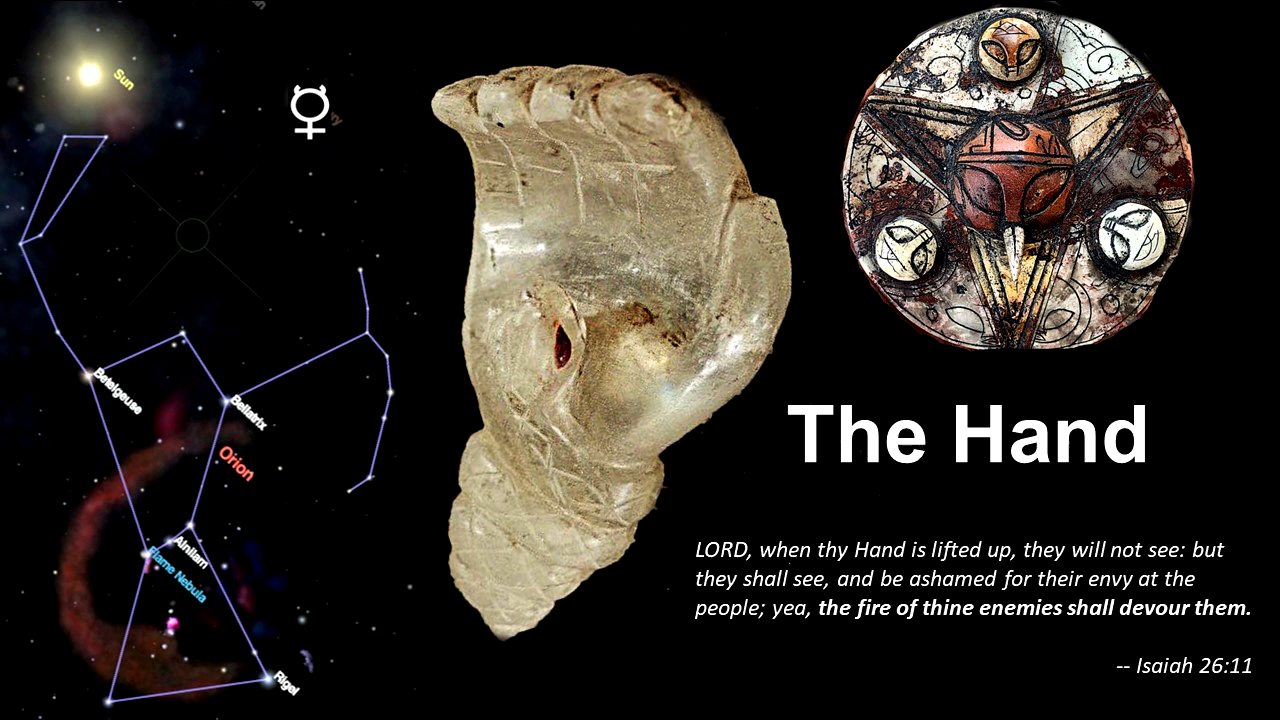 Sun
Betelgeuse
Bellatrix
Orion
Alnilam
Flame Nebula
Rigel
The Hand
LORD, when thy Hand is lifted up, they will not see: but
they shall see, and be ashamed for their envy at the
people; yea, the fire of thine enemies shall devour them.
-- Isaiah 26:11